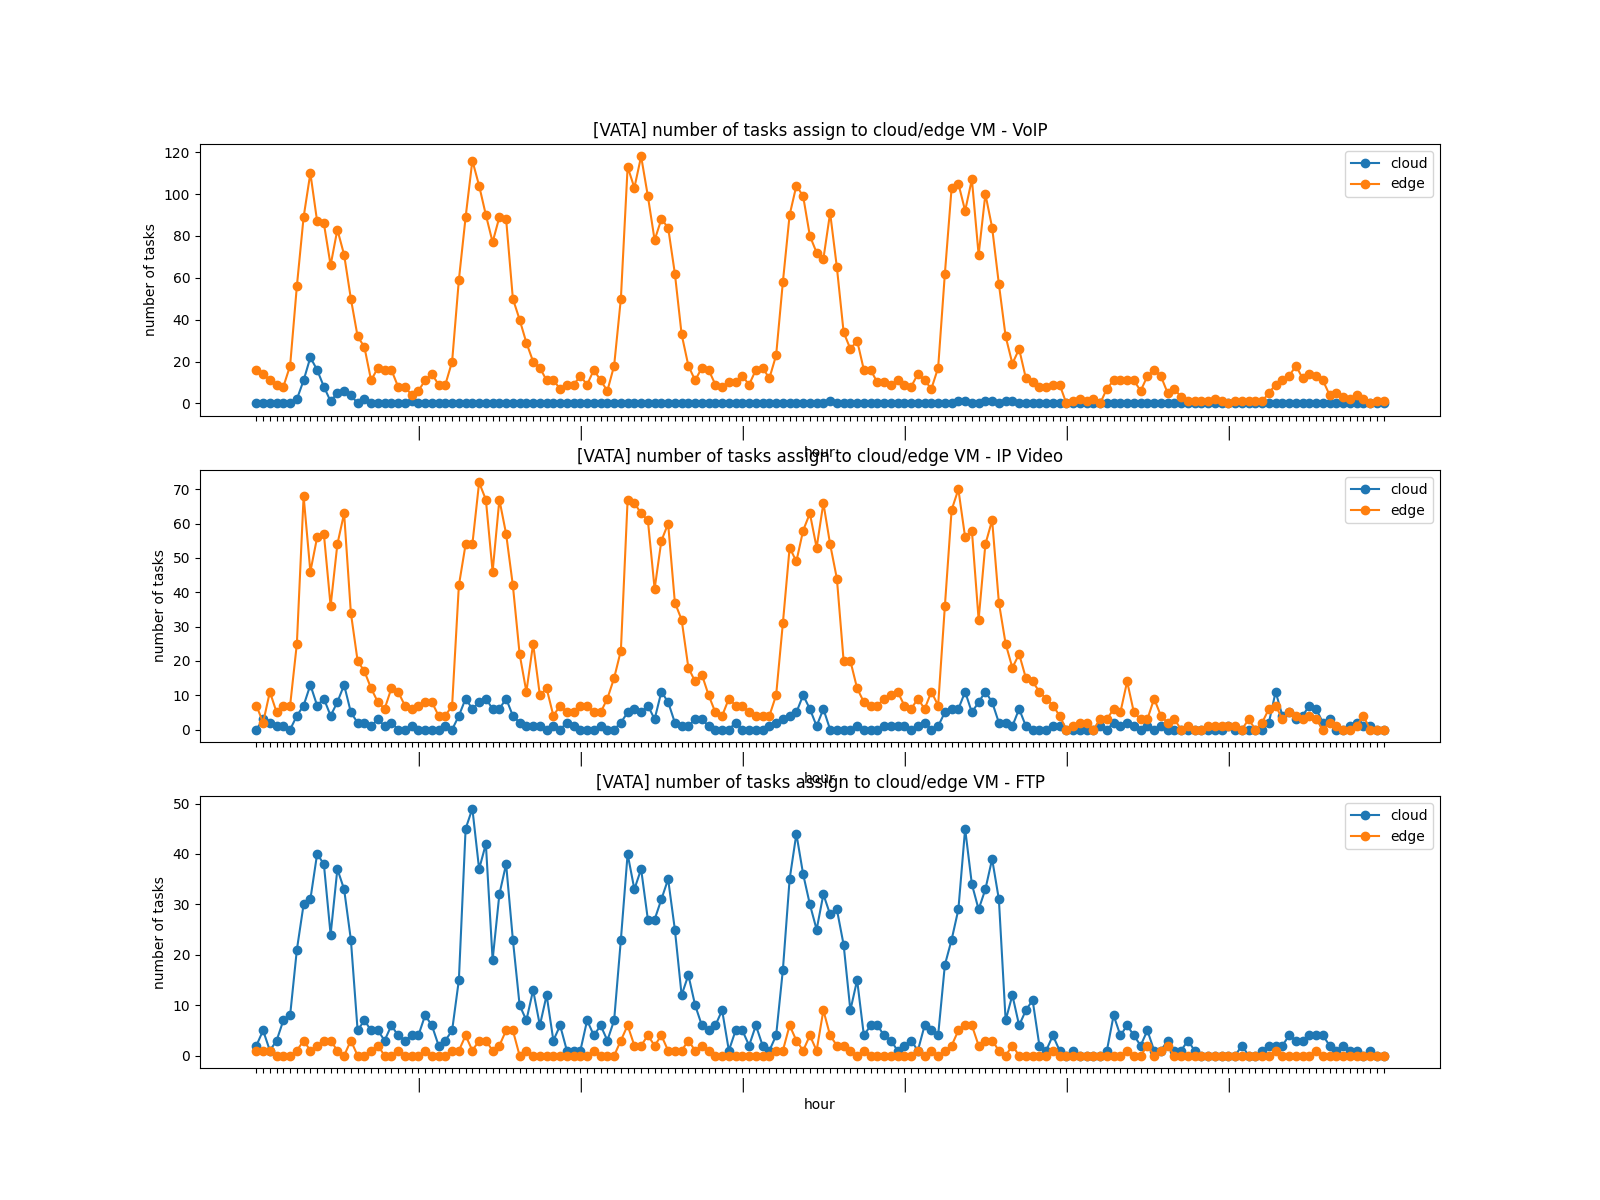 [VATA] number of tasks assign to cloud/edge VM - VoIP
120
100
80
60
40
20
0
number of tasks
cloud
edge
hour
[VATA] number of tasks assign to cloud/edge VM - IP Video
70
60
50
40
30
20
10
0
number of tasks
cloud
edge
hour
[VATA] number of tasks assign to cloud/edge VM - FTP
50
40
30
20
10
0
number of tasks
cloud
edge
hour